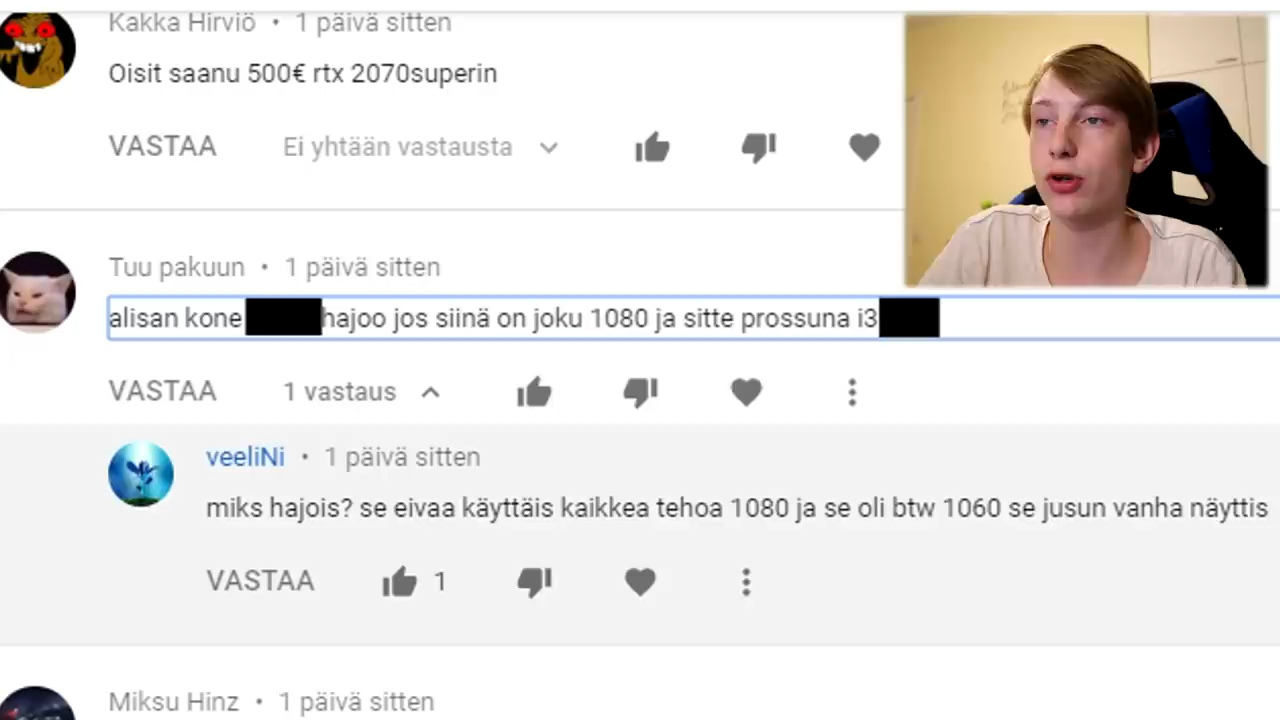 Kakka Hirviö • 1 päivä sitten
Oisit saanu 500€ rtx 2070superin
VASTAA Ei yhtään vastausta
Tuu pakuun • 1 päivä sitten
alisan kone hajoo jos siinä on joku 1080 ja sitte prossuna i3
VASTAA 1 vastaus
veeliNi • 1 päivä sitten
miks hajois? se eivaa käyttäis kaikkea tehoa 1080 ja se oli btw 1060 se jusun vanha näyttis
VASTAA 1
Miksu Hinz • 1 päivä sitten